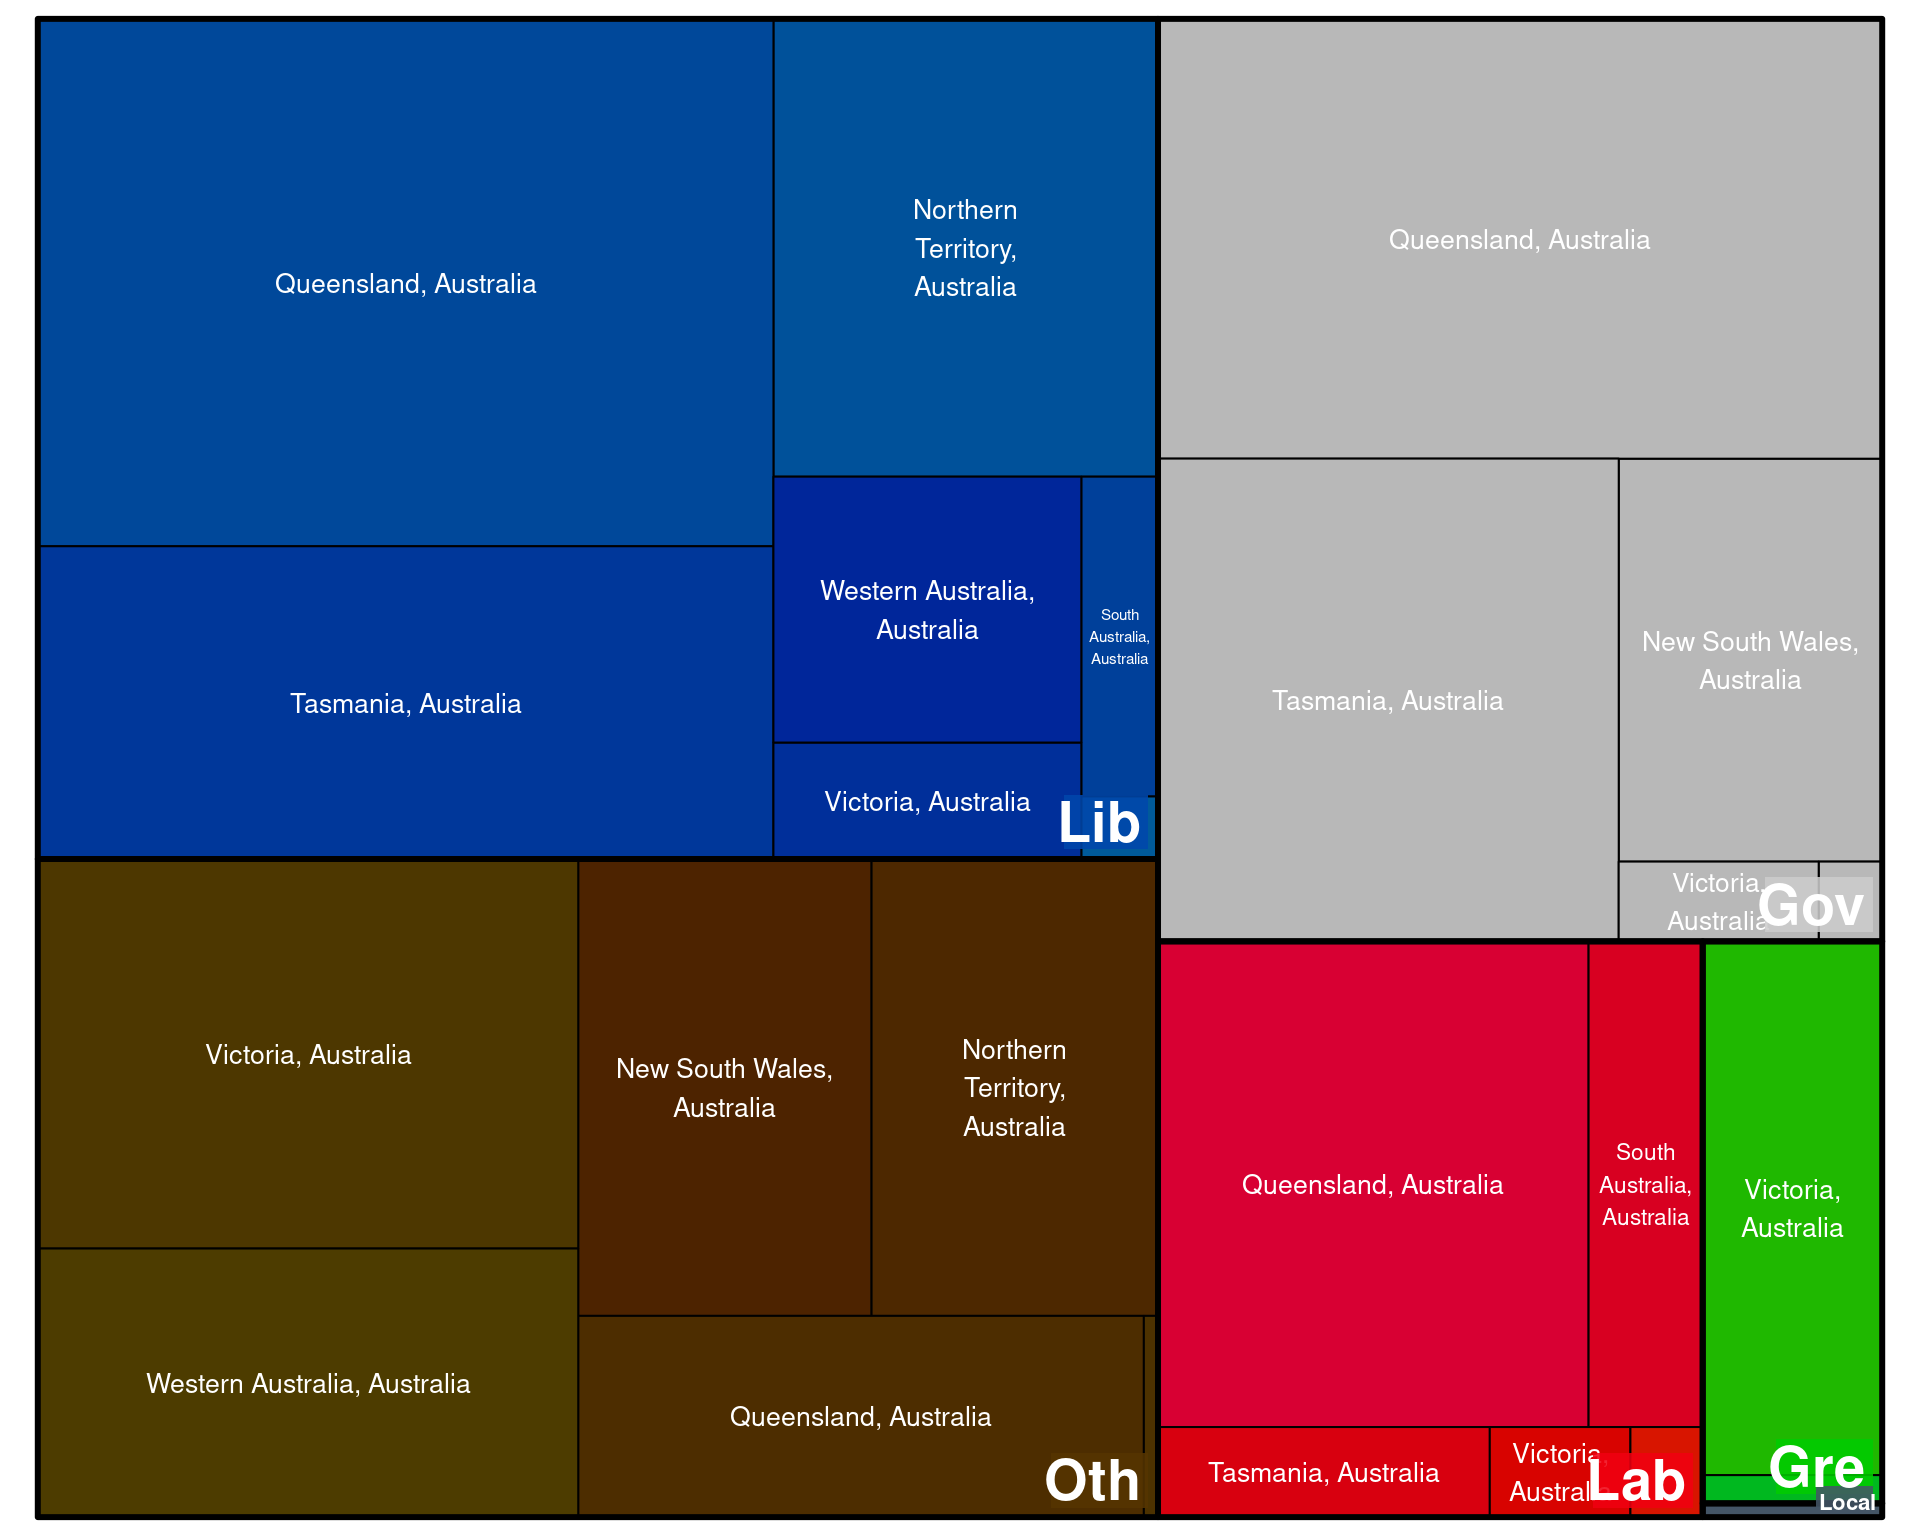 Queensland, Australia
Northern
Territory,
Australia
Tasmania, Australia
Western Australia,
Australia
South
Australia,
Australia
Victoria, Australia
Lib
Queensland, Australia
Tasmania, Australia
New South Wales,
Australia
Victoria,
Australia
Gov
Victoria, Australia
New South Wales,
Australia
Northern
Territory,
Australia
Western Australia, Australia
Queensland, Australia
Oth
Queensland, Australia
South
Australia,
Australia
Tasmania, Australia
Victoria,
Australia
Lab
Victoria,
Australia
Gre
Local